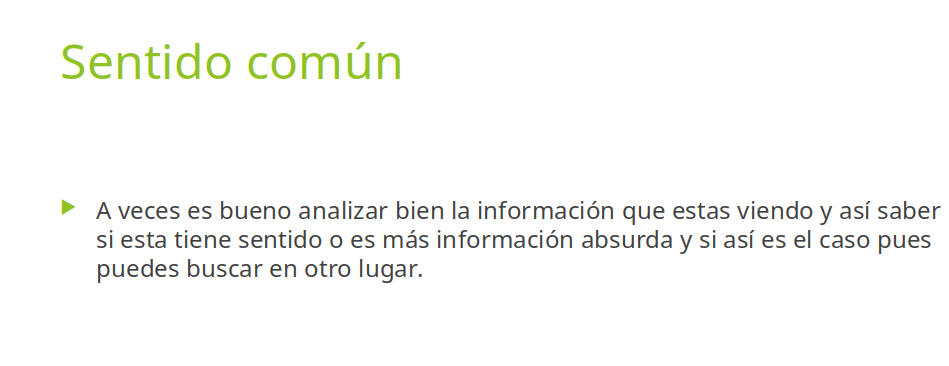 Sentido común
A veces es bueno analizar bien la información que estas viendo y así saber
si esta tiene sentido o es más información absurda y si así es el caso pues
puedes buscar en otro lugar.